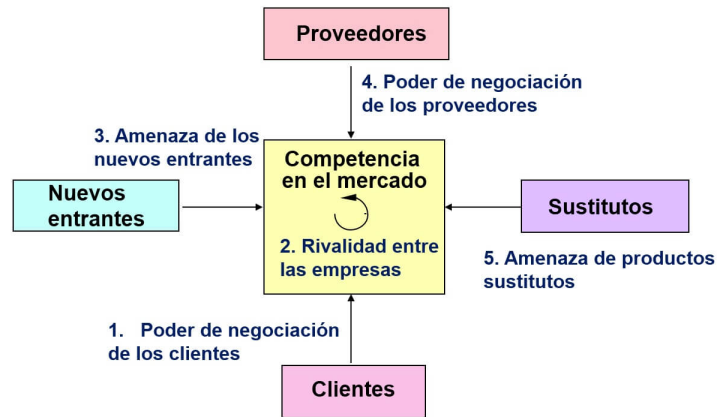 Proveedores
4. Poder de negociación
de los proveedores
3. Amenaza de los
nuevos entrantes
Competencia
en el mercado
Nuevos
entrantes
Sustitutos
2. Rivalidad entre
las empresas
5. Amenaza de productos
sustitutos
1. Poder de negociación
de los clientes
Clientes